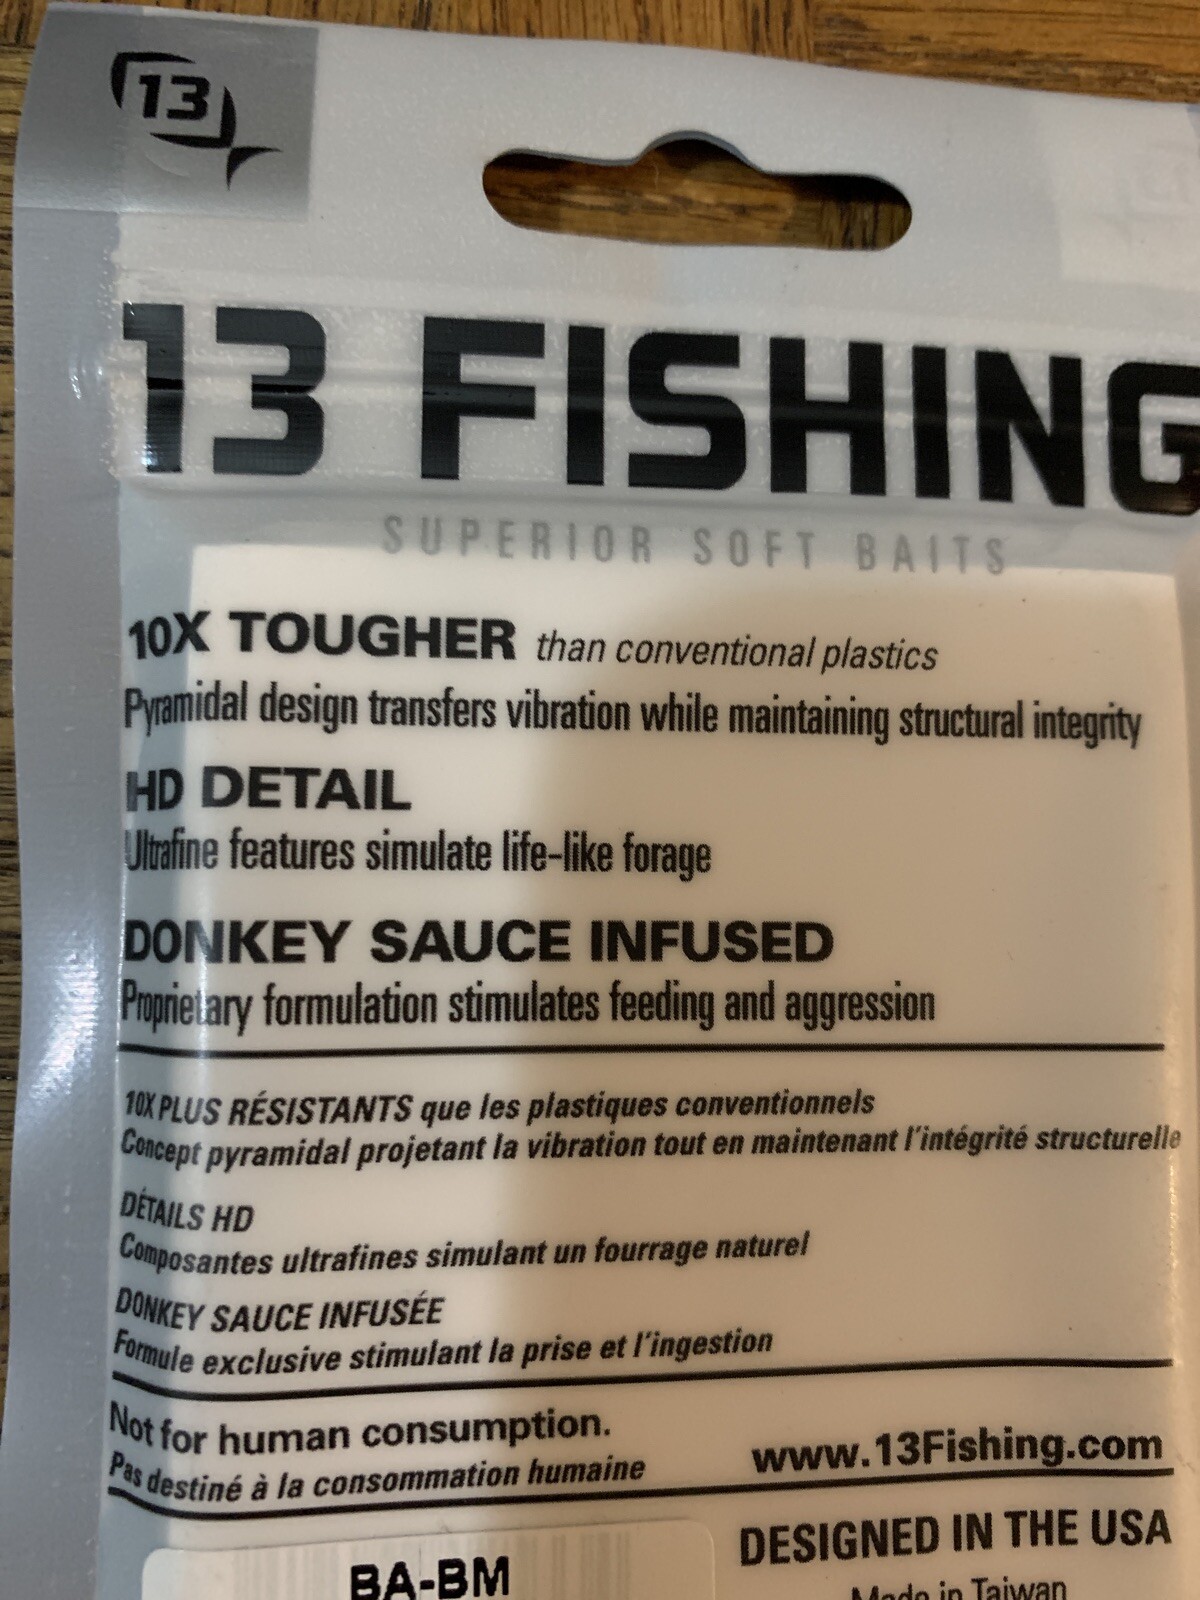 13
13 FISHING
SUPERIOR SOFT BAITS
10X TOUGHER than conventional plastics
Pyramidal design transfers vibration while maintaining structural integrity
HD DETAIL
Ultrafine features simulate life-like forage
DONKEY SAUCE INFUSED
Proprietary formulation stimulates feeding and aggression
10X PLUS RÉSISTANTS que les plastiques conventionnels
Concept pyramidal projetant la vibration tout en maintenant l'intégrité structurelle
DÉTAILS HD
Composantes ultrafines simulant un fourrage naturel
DONKEY SAUCE INFUSÉE
Formule exclusive stimulant la prise et l'ingestion
Not for human consumption.
Pas destiné à la consommation humaine
www.13Fishing.com
DESIGNED IN THE USA
Made in Taiwan
BA-BM